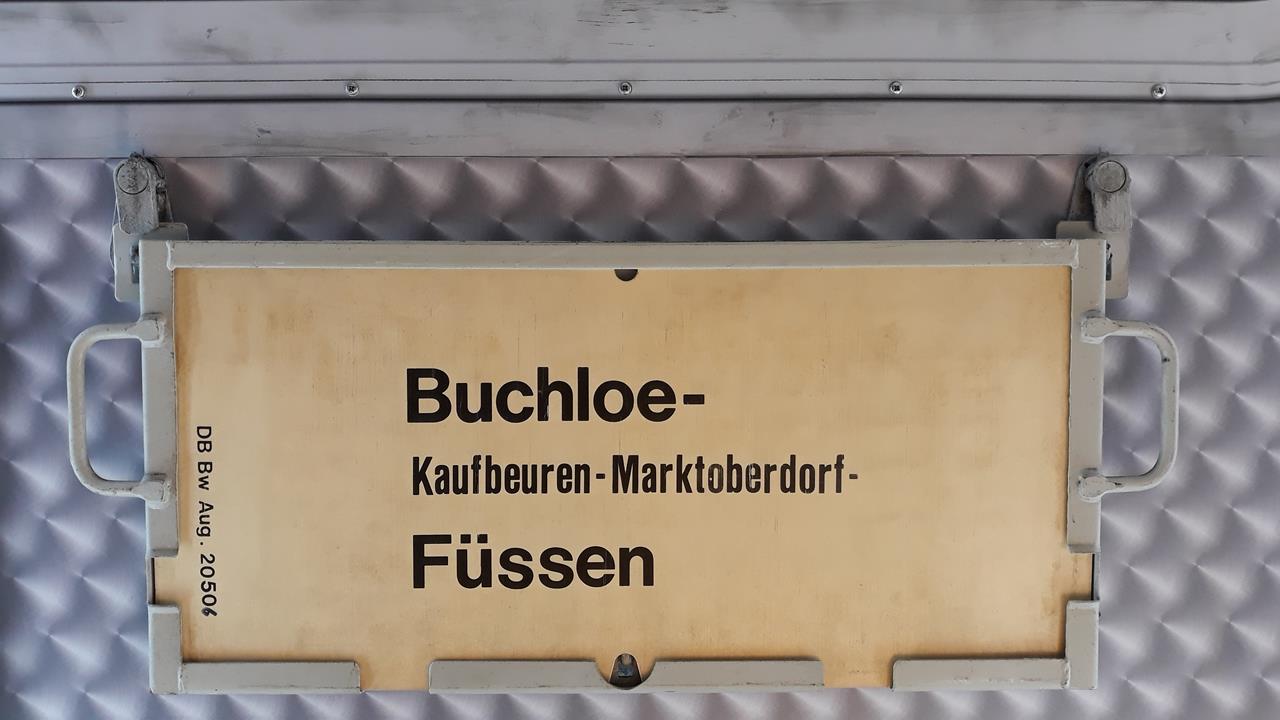 Buchloe-
Kaufbeuren-Marktoberdorf-
Füssen
DB Bw Aug. 20506